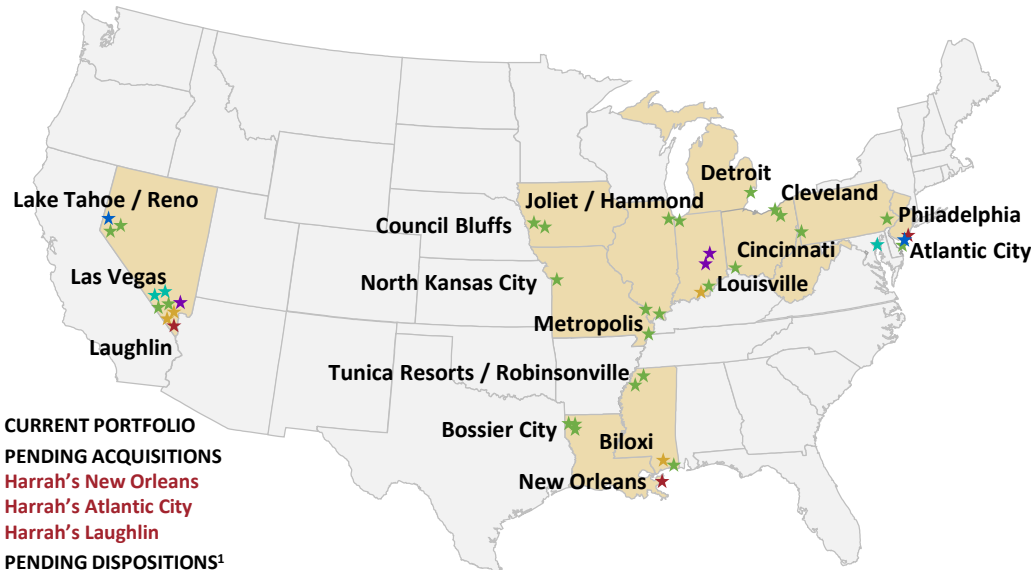 Detroit
Lake Tahoe / Reno
Joliet / Hammond
Cleveland
Council Bluffs
Philadelphia
Cincinnati
Atlantic City
Las Vegas
North Kansas City
Louisville
Metropolis
Laughlin
Tunica Resorts / Robinsonville
CURRENT PORTFOLIO
Bossier City
Biloxi
PENDING ACQUISITIONS
Harrah's New Orleans
New Orleans
Harrah's Atlantic City
Harrah's Laughlin
PENDING DISPOSITIONS¹